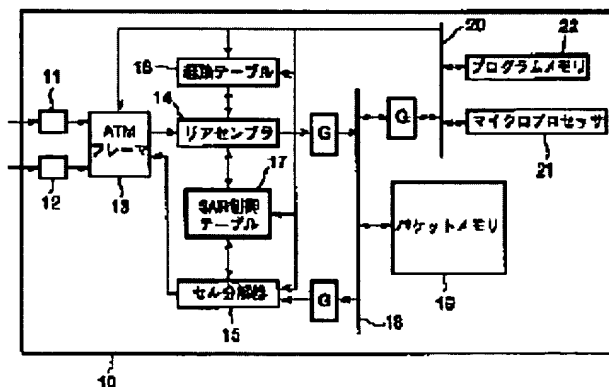 20
22
16
変換テーブル
プログラムメモリ
11
14
ATM
フレーマ
リアセンブラ
G
G
マイクロプロセッサ
21
12
13
17
SAR制御
テーブル
パケットメモリ
セル分解器
G
15
18
19
10